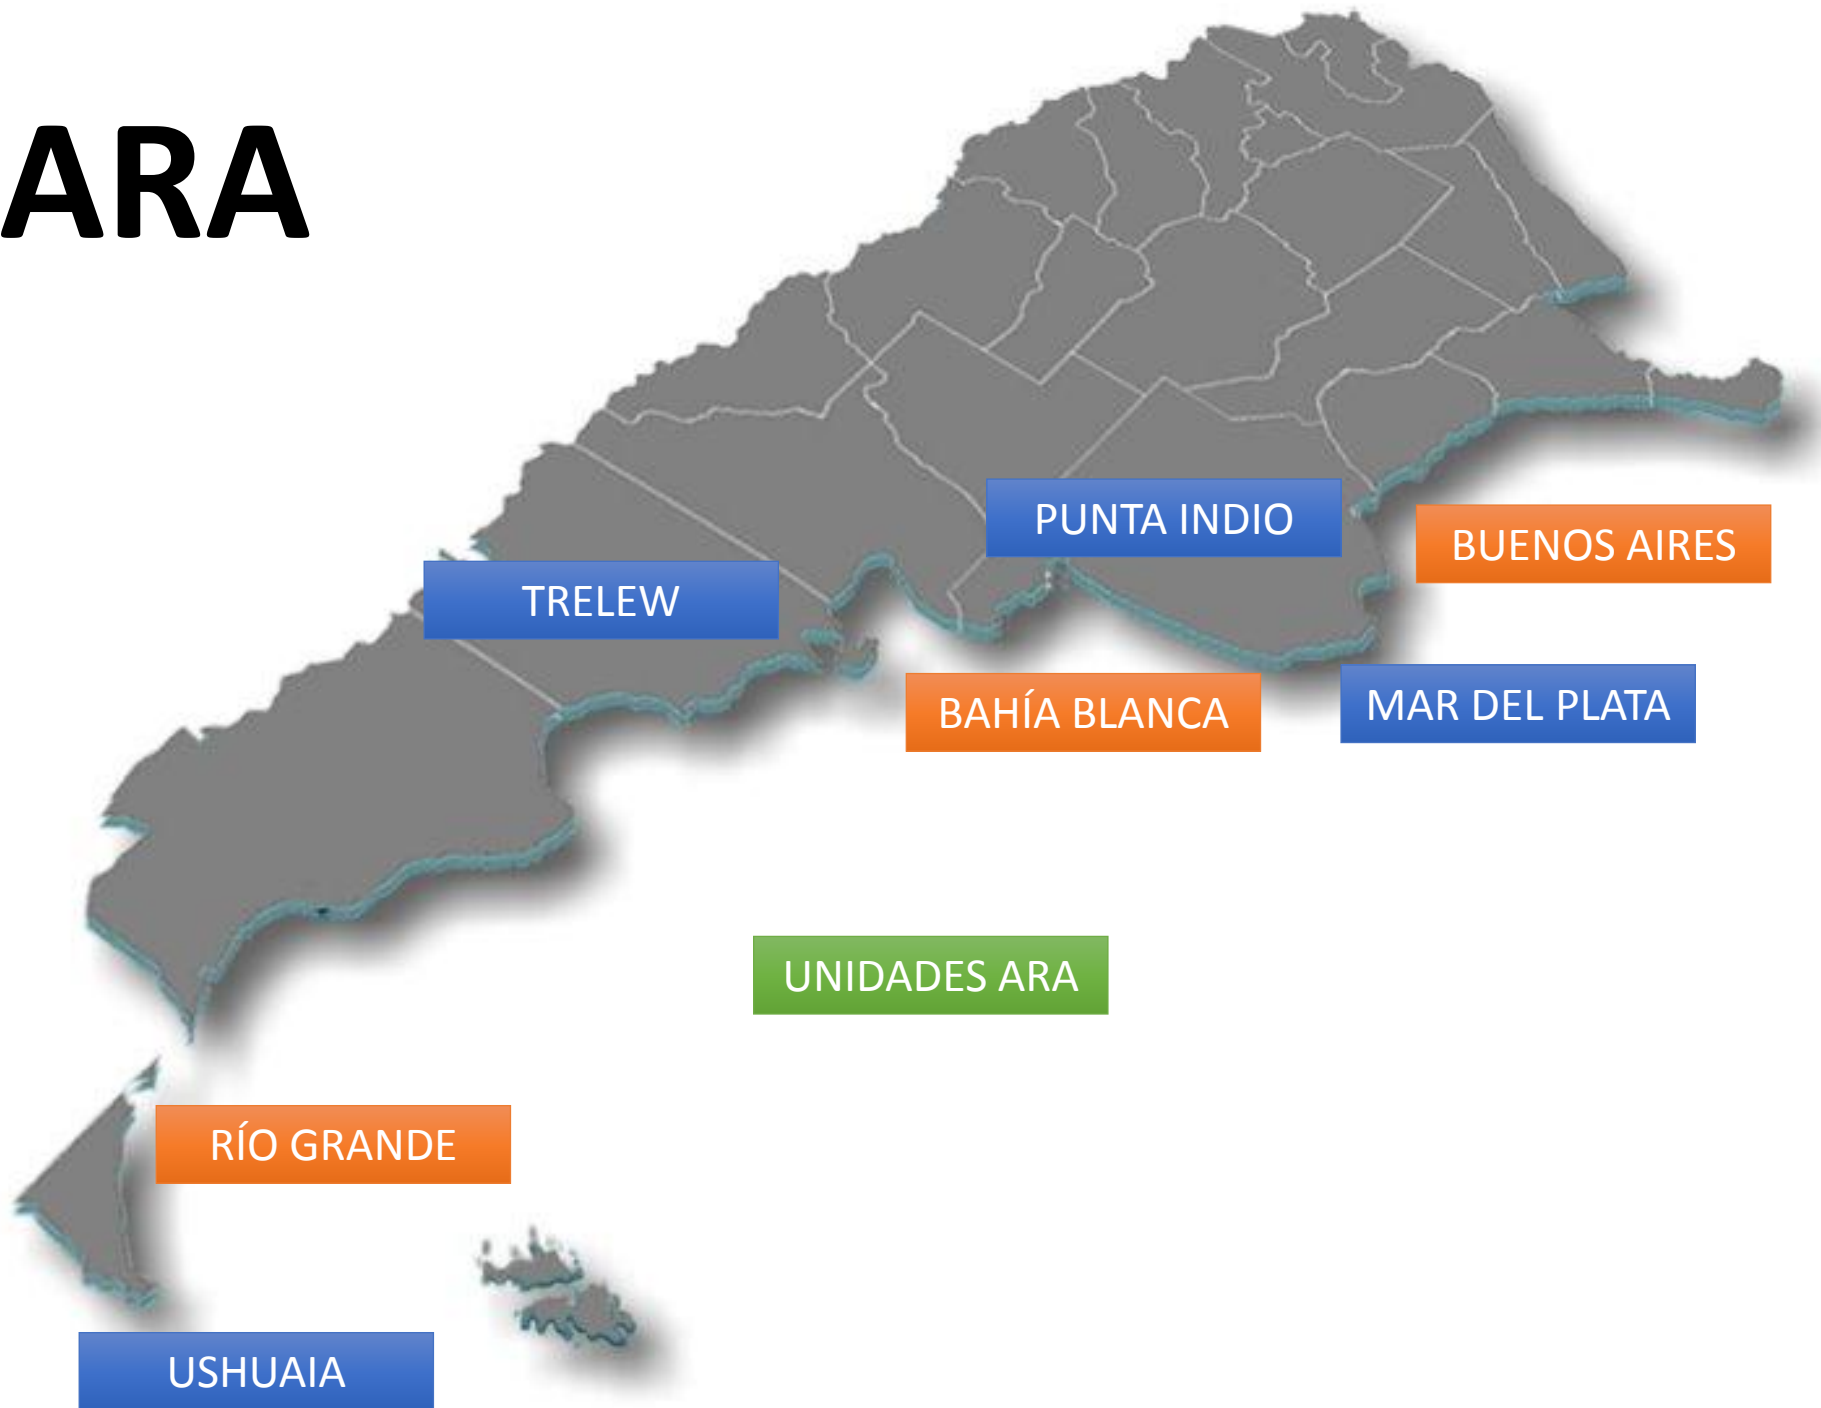 ARA
PUNTA INDIO
BUENOS AIRES
TRELEW
BAHÍA BLANCA
MAR DEL PLATA
UNIDADES ARA
RÍO GRANDE
USHUAIA